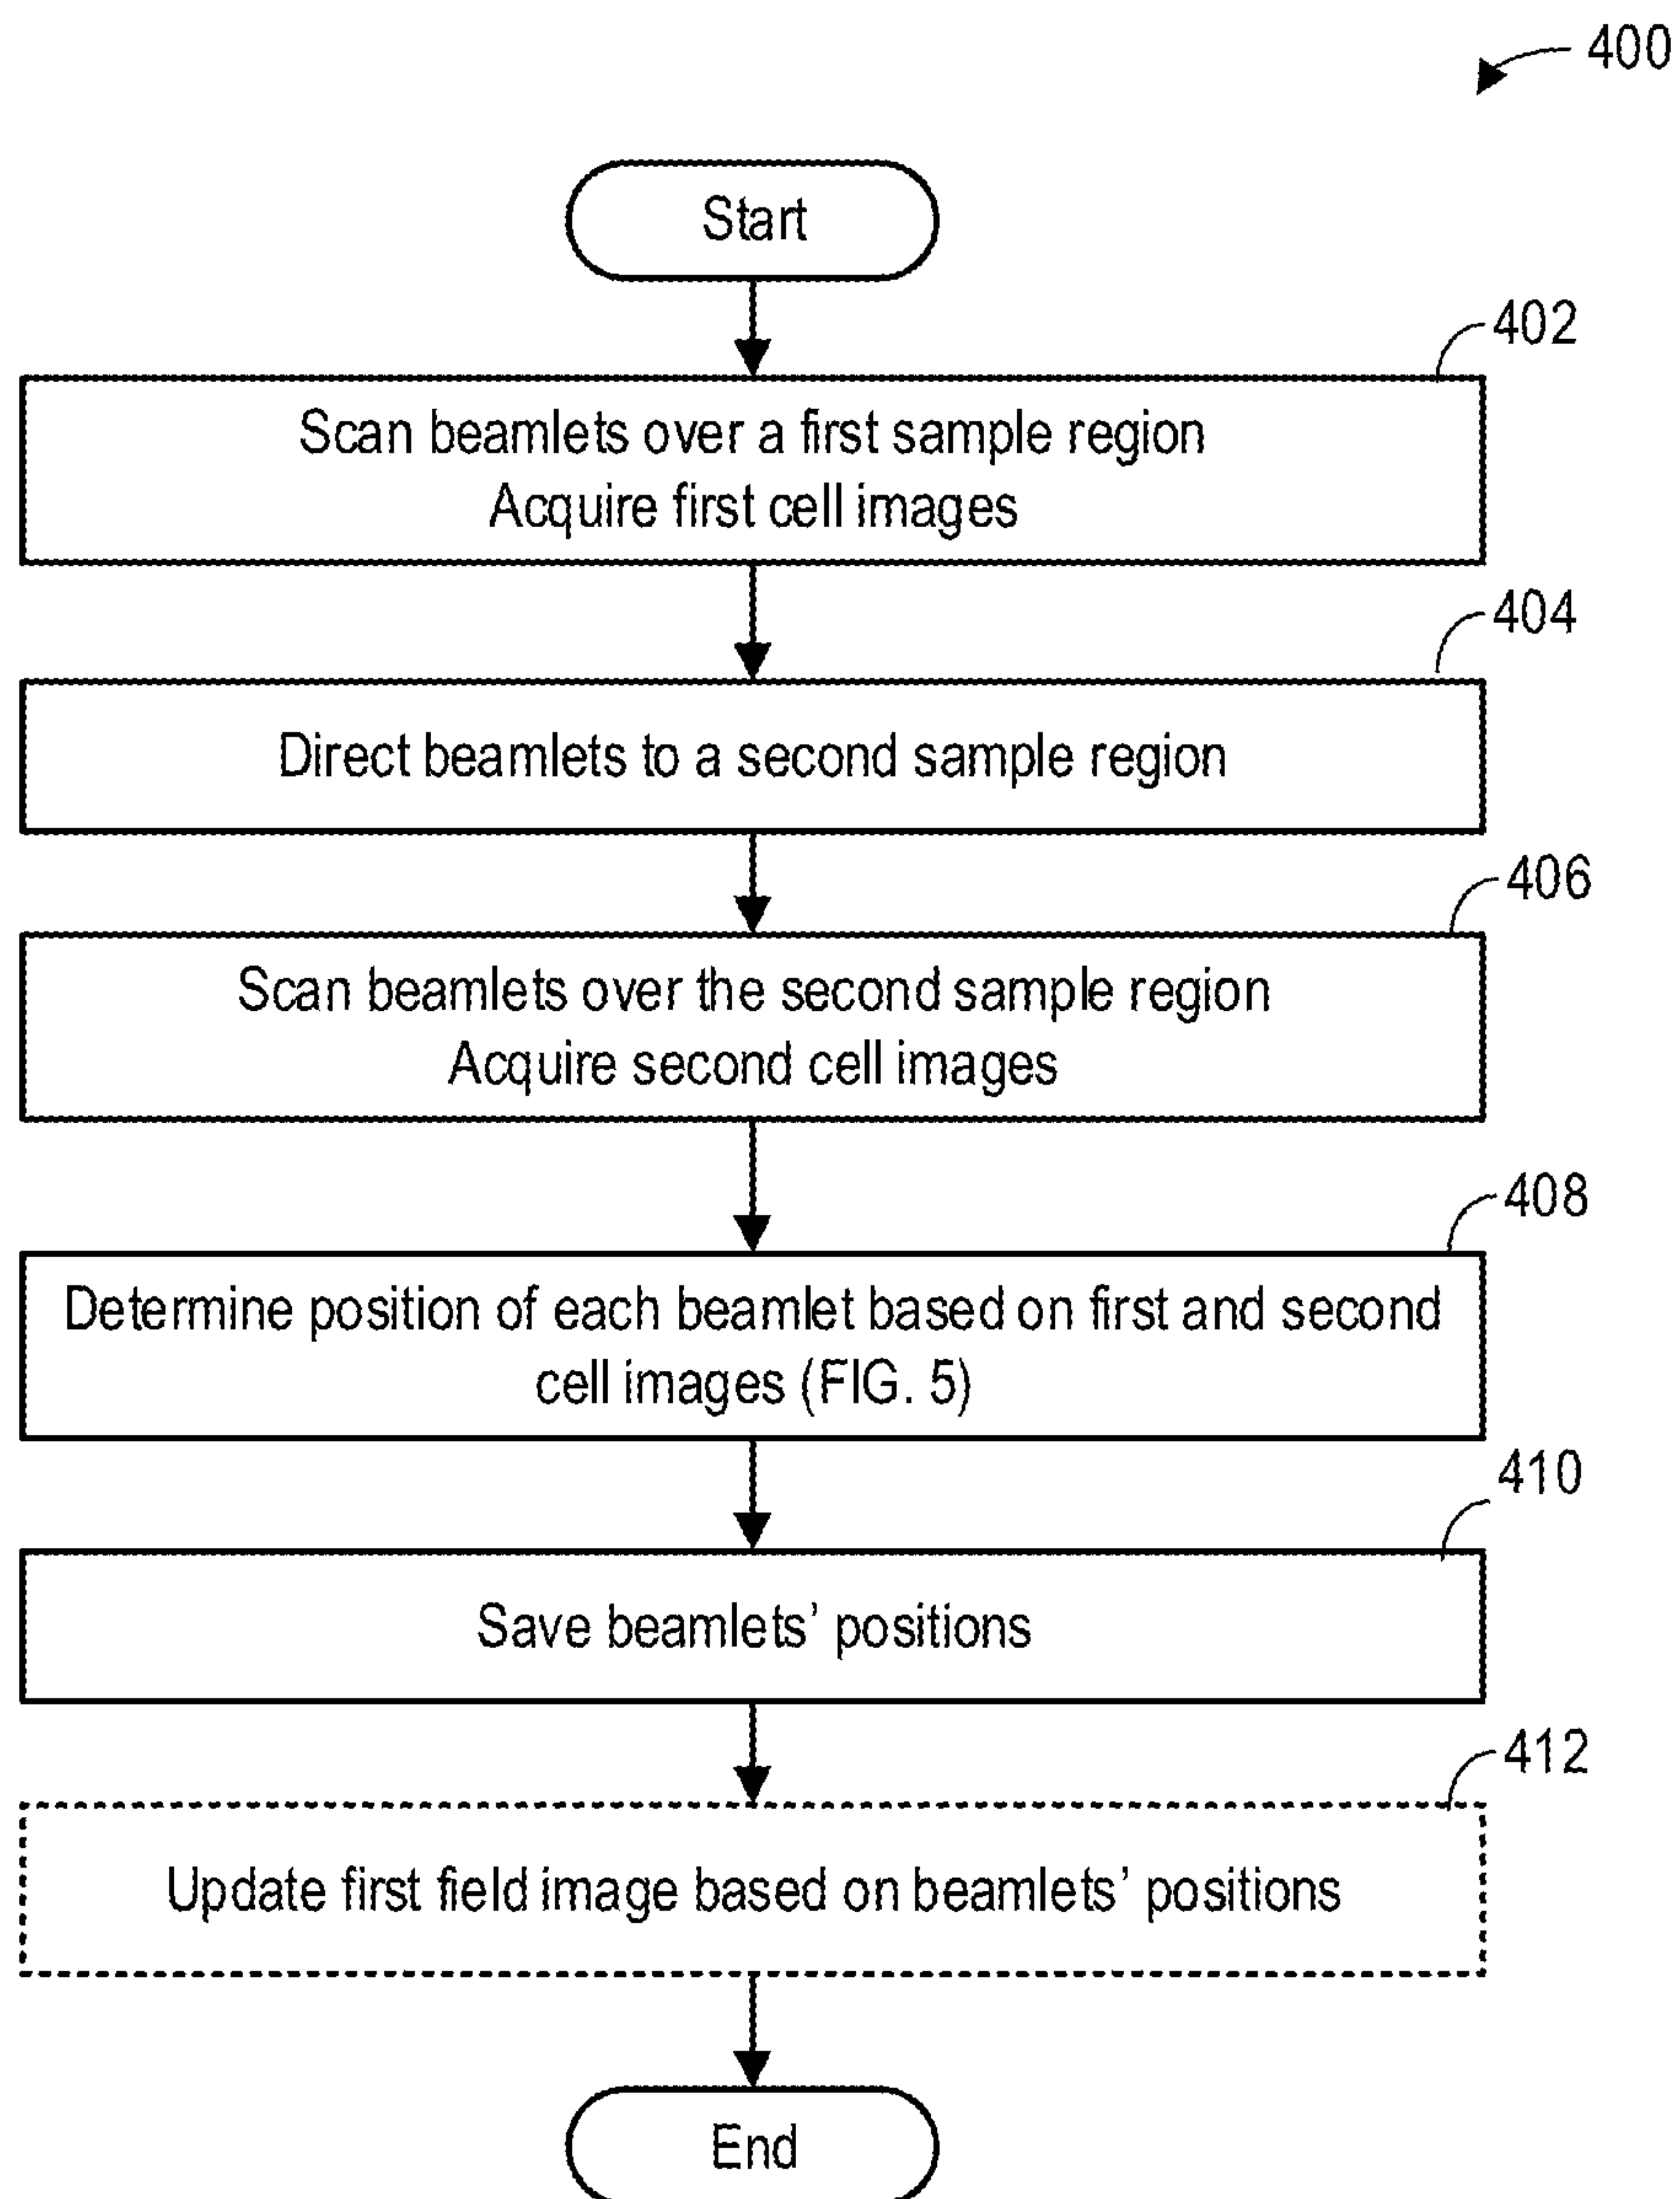 400
Start
402
Scan beamlets over a first sample region
Acquire first cell images
404
Direct beamlets to a second sample region
406
Scan beamlets over the second sample region
Acquire second cell images
408
Determine position of each beamlet based on first and second
cell images (FIG. 5)
410
Save beamlets’ positions
412
Update first field image based on beamlets’ positions
End